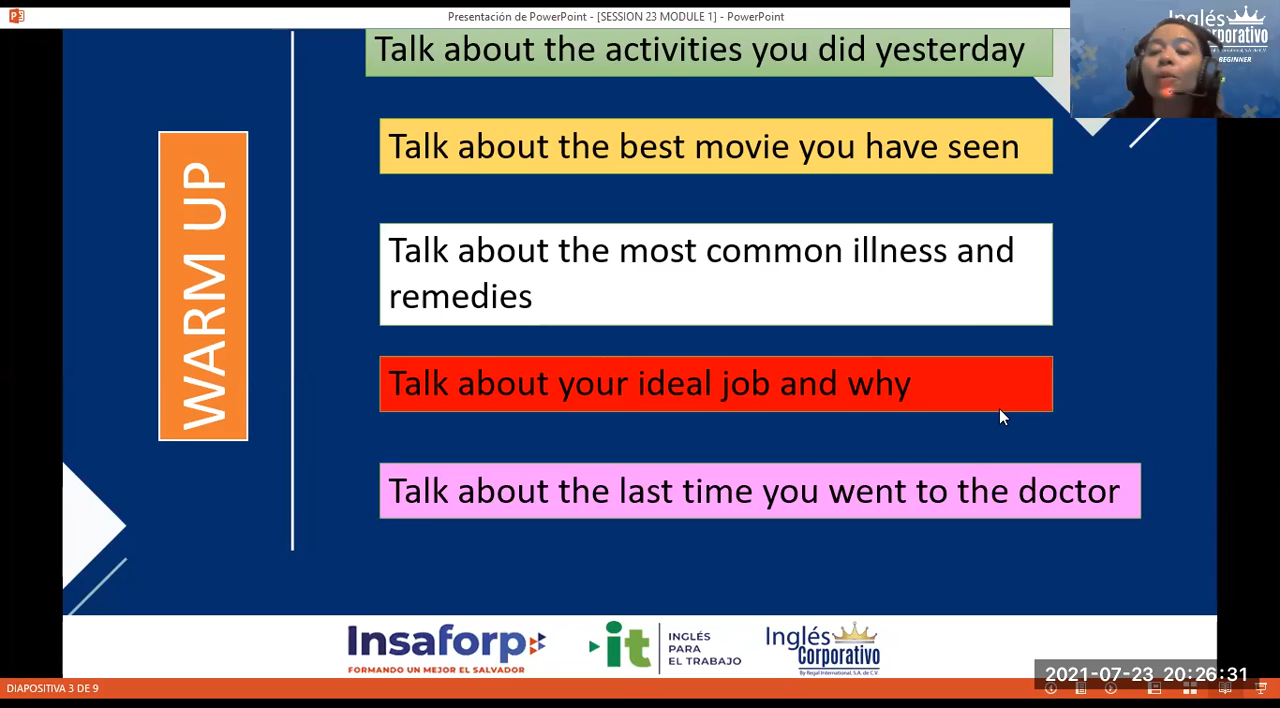 Presentación de PowerPoint - [SESSION 23 MODULE 1] - PowerPoint
Inglés
Corporativo
BEGINNER
Talk about the activities you did yesterday
Talk about the best movie you have seen
WARM UP
Talk about the most common illness and
remedies
Talk about your ideal job and why
Talk about the last time you went to the doctor
Insaforp
FORMANDO UN MEJOR EL SALVADOR
it
INGLÉS
PARA
EL TRABAJO
Inglés
Corporativo
By Regal International, S.A. de C.V.
2021-07-23 20:26:31
DIAPOSITIVA 3 DE 9